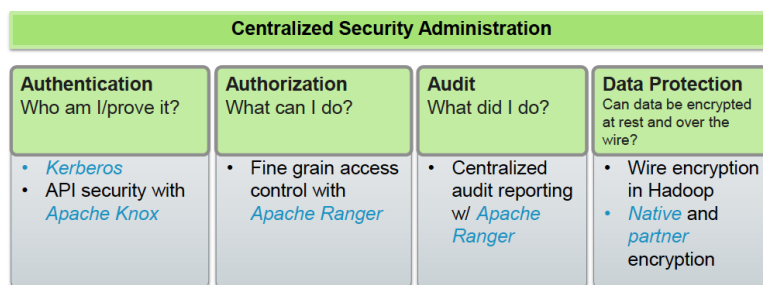 Centralized Security Administration
Authentication
Who am I/prove it?
• Kerberos
• API security with
Apache Knox
Authorization
What can I do?
• Fine grain access
control with
Apache Ranger
Audit
What did I do?
• Centralized
audit reporting
w/ Apache
Ranger
Data Protection
Can data be encrypted
at rest and over the
wire?
• Wire encryption
in Hadoop
• Native and
partner
encryption